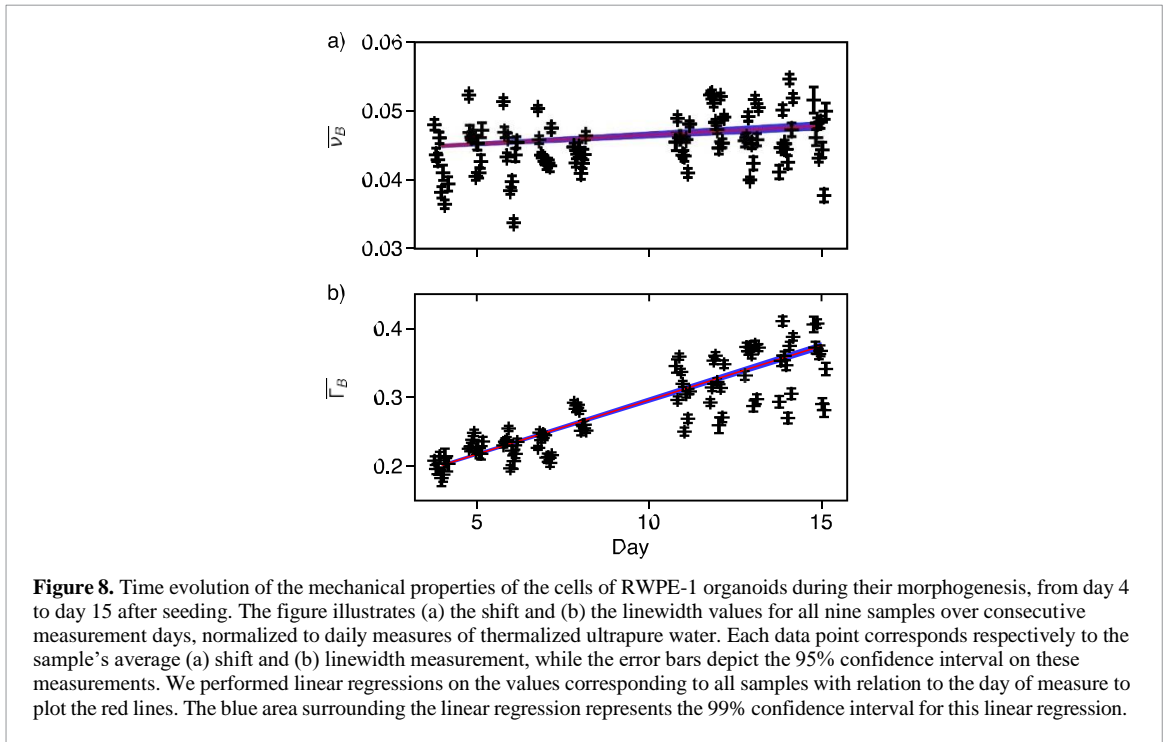 a)
0.06
0.05
0.04
0.03
ν̅_B
b)
0.4
0.3
0.2
Γ̅_B
5
10
15
Day
Figure 8. Time evolution of the mechanical properties of the cells of RWPE-1 organoids during their morphogenesis, from day 4
to day 15 after seeding. The figure illustrates (a) the shift and (b) the linewidth values for all nine samples over consecutive
measurement days, normalized to daily measures of thermalized ultrapure water. Each data point corresponds respectively to the
sample's average (a) shift and (b) linewidth measurement, while the error bars depict the 95% confidence interval on these
measurements. We performed linear regressions on the values corresponding to all samples with relation to the day of measure to
plot the red lines. The blue area surrounding the linear regression represents the 99% confidence interval for this linear regression.